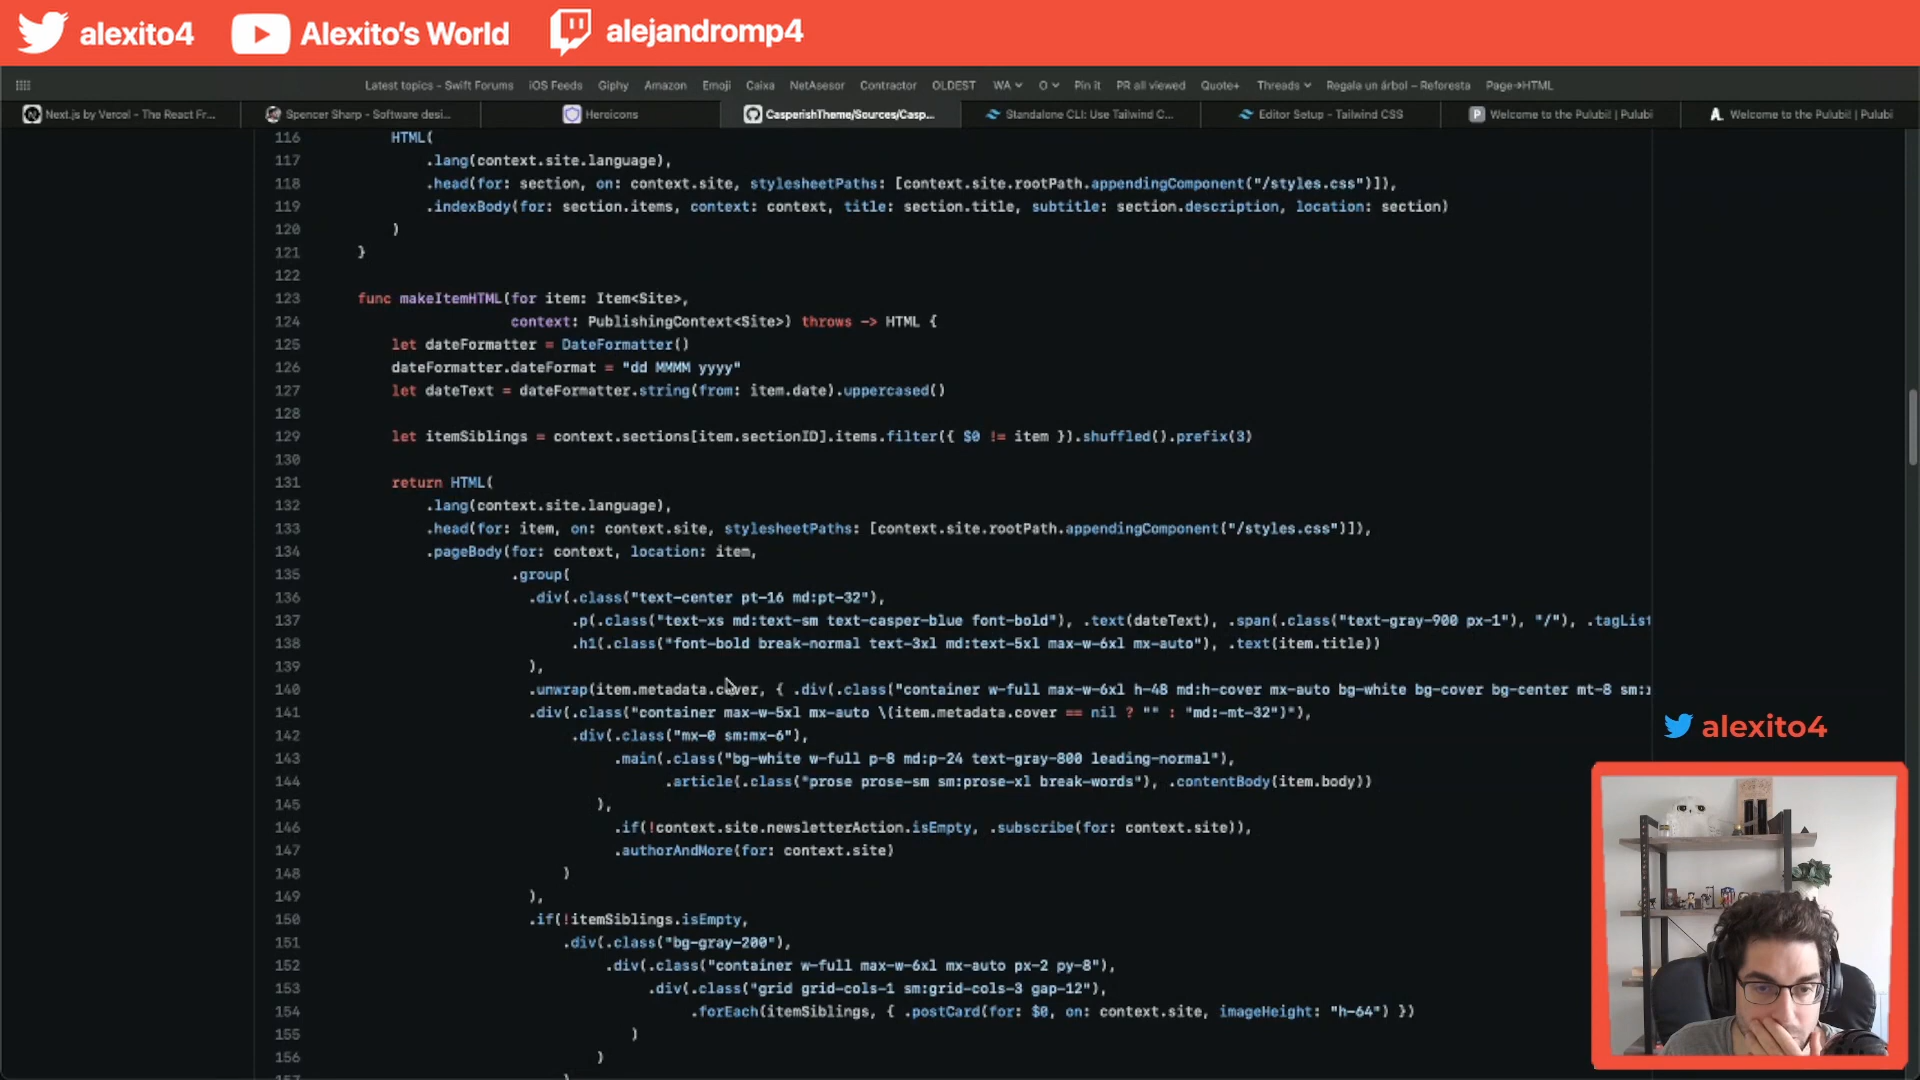 alexito4 Alexito's World alejandromp4
Latest topics - Swift Forums iOS Feeds Giphy Amazon Emoji Caixa NetAsesor Contractor OLDEST WA O Pin it PR all viewed Quote+ Threads Regala un árbol - Reforesta Page→HTML
Next.js by Vercel - The React Fr... Spencer Sharp - Software desi... Heroicons CasperishTheme/Sources/Casp... Standalone CLI: Use Tailwind C... Editor Setup - Tailwind CSS Welcome to the Pulubi! | Pulubi Welcome to the Pulubi! | Pulubi
116 HTML(
117 .lang(context.site.language),
118 .head(for: section, on: context.site, stylesheetPaths: [context.site.rootPath.appendingComponent("/styles.css")]),
119 .indexBody(for: section.items, context: context, title: section.title, subtitle: section.description, location: section)
120 )
121 }
122
123 func makeItemHTML(for item: Item<Site>,
124 context: PublishingContext<Site>) throws -> HTML {
125 let dateFormatter = DateFormatter()
126 dateFormatter.dateFormat = "dd MMMM yyyy"
127 let dateText = dateFormatter.string(from: item.date).uppercased()
128
129 let itemSiblings = context.sections[item.sectionID].items.filter({ $0 != item }).shuffled().prefix(3)
130
131 return HTML(
132 .lang(context.site.language),
133 .head(for: item, on: context.site, stylesheetPaths: [context.site.rootPath.appendingComponent("/styles.css")]),
134 .pageBody(for: context, location: item,
135 .group(
136 .div(.class("text-center pt-16 md:pt-32"),
137 .p(.class("text-xs md:text-sm text-casper-blue font-bold"), .text(dateText), .span(.class("text-gray-900 px-1"), "/"), .tagList
138 .h1(.class("font-bold break-normal text-3xl md:text-5xl max-w-6xl mx-auto"), .text(item.title))
139 ),
140 .unwrap(item.metadata.cover, { .div(.class("container w-full max-w-6xl h-48 md:h-cover mx-auto bg-white bg-cover bg-center mt-8 sm:
141 .div(.class("container max-w-5xl mx-auto \(item.metadata.cover == nil ? "" : "md:-mt-32")"),
142 .div(.class("mx-0 sm:mx-6"),
143 .main(.class("bg-white w-full p-8 md:p-24 text-gray-800 leading-normal"),
144 .article(.class("prose prose-sm sm:prose-xl break-words"), .contentBody(item.body))
145 ),
146 .if(!context.site.newsletterAction.isEmpty, .subscribe(for: context.site)),
147 .authorAndMore(for: context.site)
148 )
149 ),
150 .if(!itemSiblings.isEmpty,
151 .div(.class("bg-gray-200"),
152 .div(.class("container w-full max-w-6xl mx-auto px-2 py-8"),
153 .div(.class("grid grid-cols-1 sm:grid-cols-3 gap-12"),
154 .forEach(itemSiblings, { .postCard(for: $0, on: context.site, imageHeight: "h-64") })
155 )
156 )
alexito4